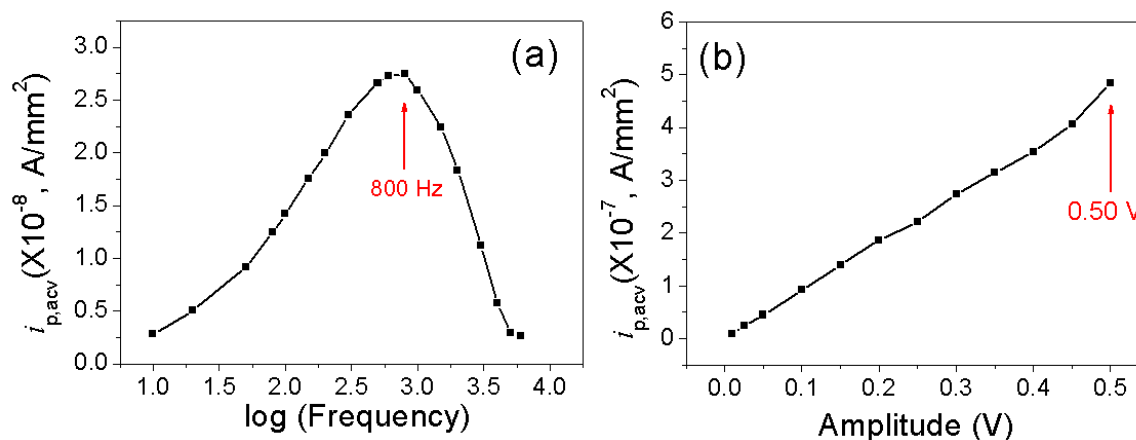 (a)
3.0
2.5
2.0
1.5
1.0
0.5
0.0
i p,acv (X10-8 , A/mm2
800 Hz
1.0 1.5 2.0 2.5 3.0 3.5 4.0
log (Frequency)
(b)
6
5
4
3
2
1
0
i p,acv (X10-7 , A/mm2
0.50 V
0.0 0.1 0.2 0.3 0.4 0.5
Amplitude (V)